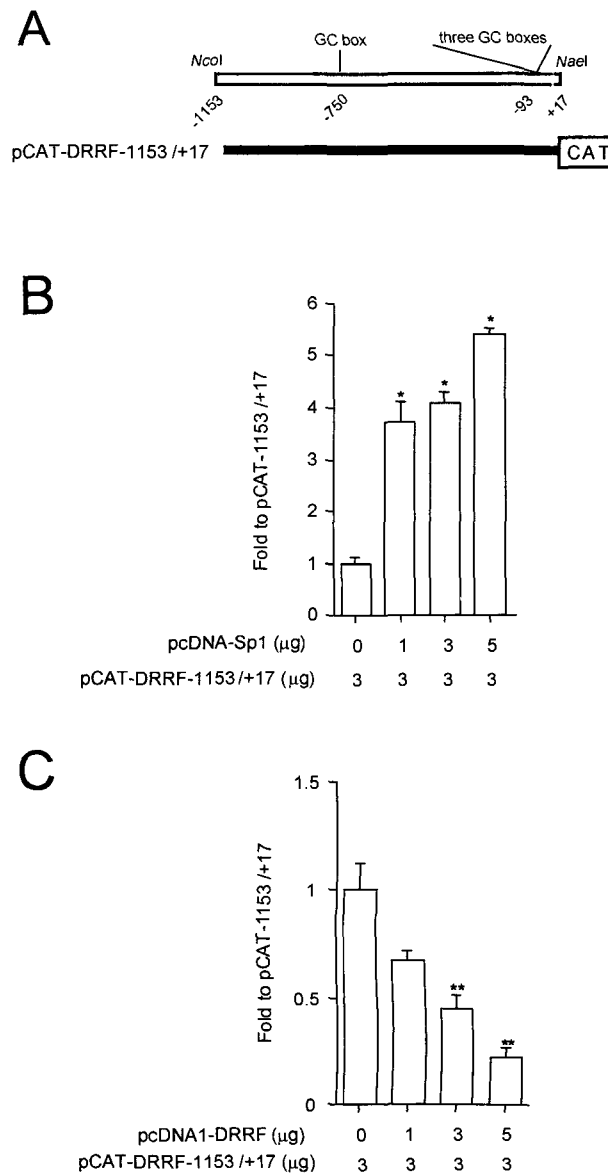 A
GC box
three GC boxes
NcoI
NaeI
-1153
-750
-93
+17
pCAT-DRRF-1153/+17
CAT
B
Fold to pCAT-1153/+17
6
5
4
3
2
1
0
*
*
*
pcDNA-Sp1 (µg) 0 1 3 5
pCAT-DRRF-1153/+17 (µg) 3 3 3 3
C
Fold to pCAT-1153/+17
1.5
1
0.5
0
**
**
pcDNA1-DRRF (µg) 0 1 3 5
pCAT-DRRF-1153/+17 (µg) 3 3 3 3